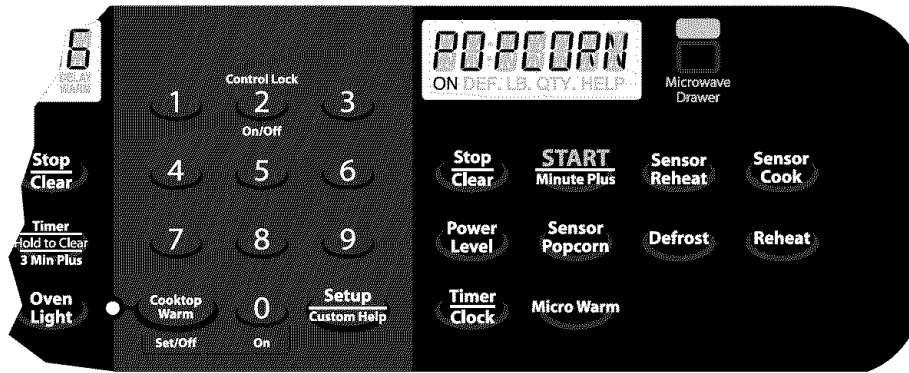 6
DELAY
WARM
Stop
Clear
Timer
Hold to Clear
3 Min Plus
Oven
Light
Control Lock
1 2 3
On/Off
4 5 6
7 8 9
Cooktop
Warm
0
Setup
Custom Help
Set/Off On
POPCORN
ON DEF. LB. QTY. HELP
Microwave
Drawer
Stop
Clear
START
Minute Plus
Sensor
Reheat
Sensor
Cook
Power
Level
Sensor
Popcorn
Defrost
Reheat
Timer
Clock
Micro Warm